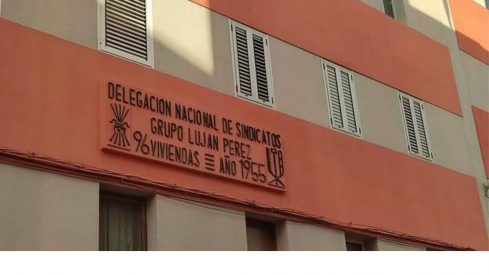 DELEGACION NACIONAL DE SINDICATOS
GRUPO LUJAN PEREZ
96 VIVIENDAS AÑO 1955